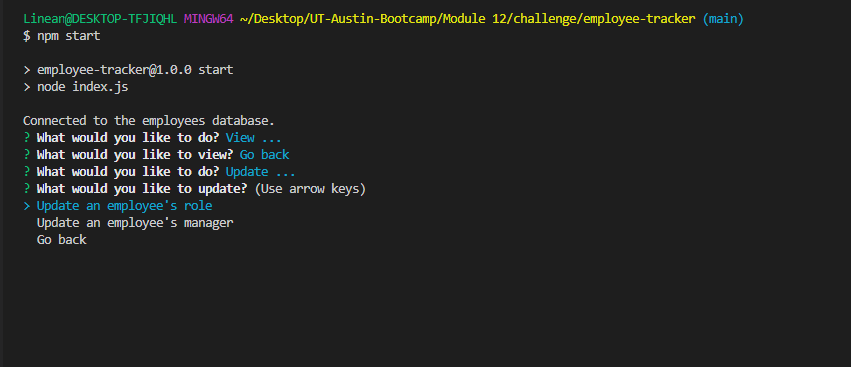 Linean@DESKTOP-TFJIQHL MINGW64 ~/Desktop/UT-Austin-Bootcamp/Module 12/challenge/employee-tracker (main)
$ npm start
> employee-tracker@1.0.0 start
> node index.js
Connected to the employees database.
? What would you like to do? View ...
? What would you like to view? Go back
? What would you like to do? Update ...
? What would you like to update? (Use arrow keys)
> Update an employee's role
Update an employee's manager
Go back